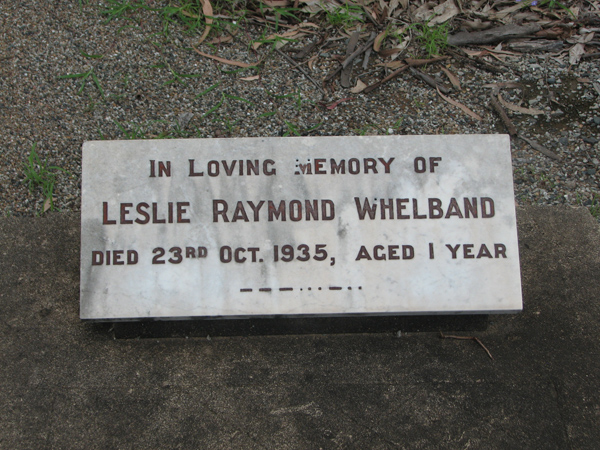 IN LOVING MEMORY OF
LESLIE RAYMOND WHELBAND
DIED 23RD OCT. 1935, AGED 1 YEAR